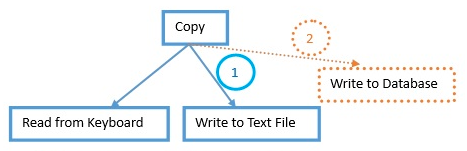 Copy
2
1
Write to Database
Read from Keyboard
Write to Text File